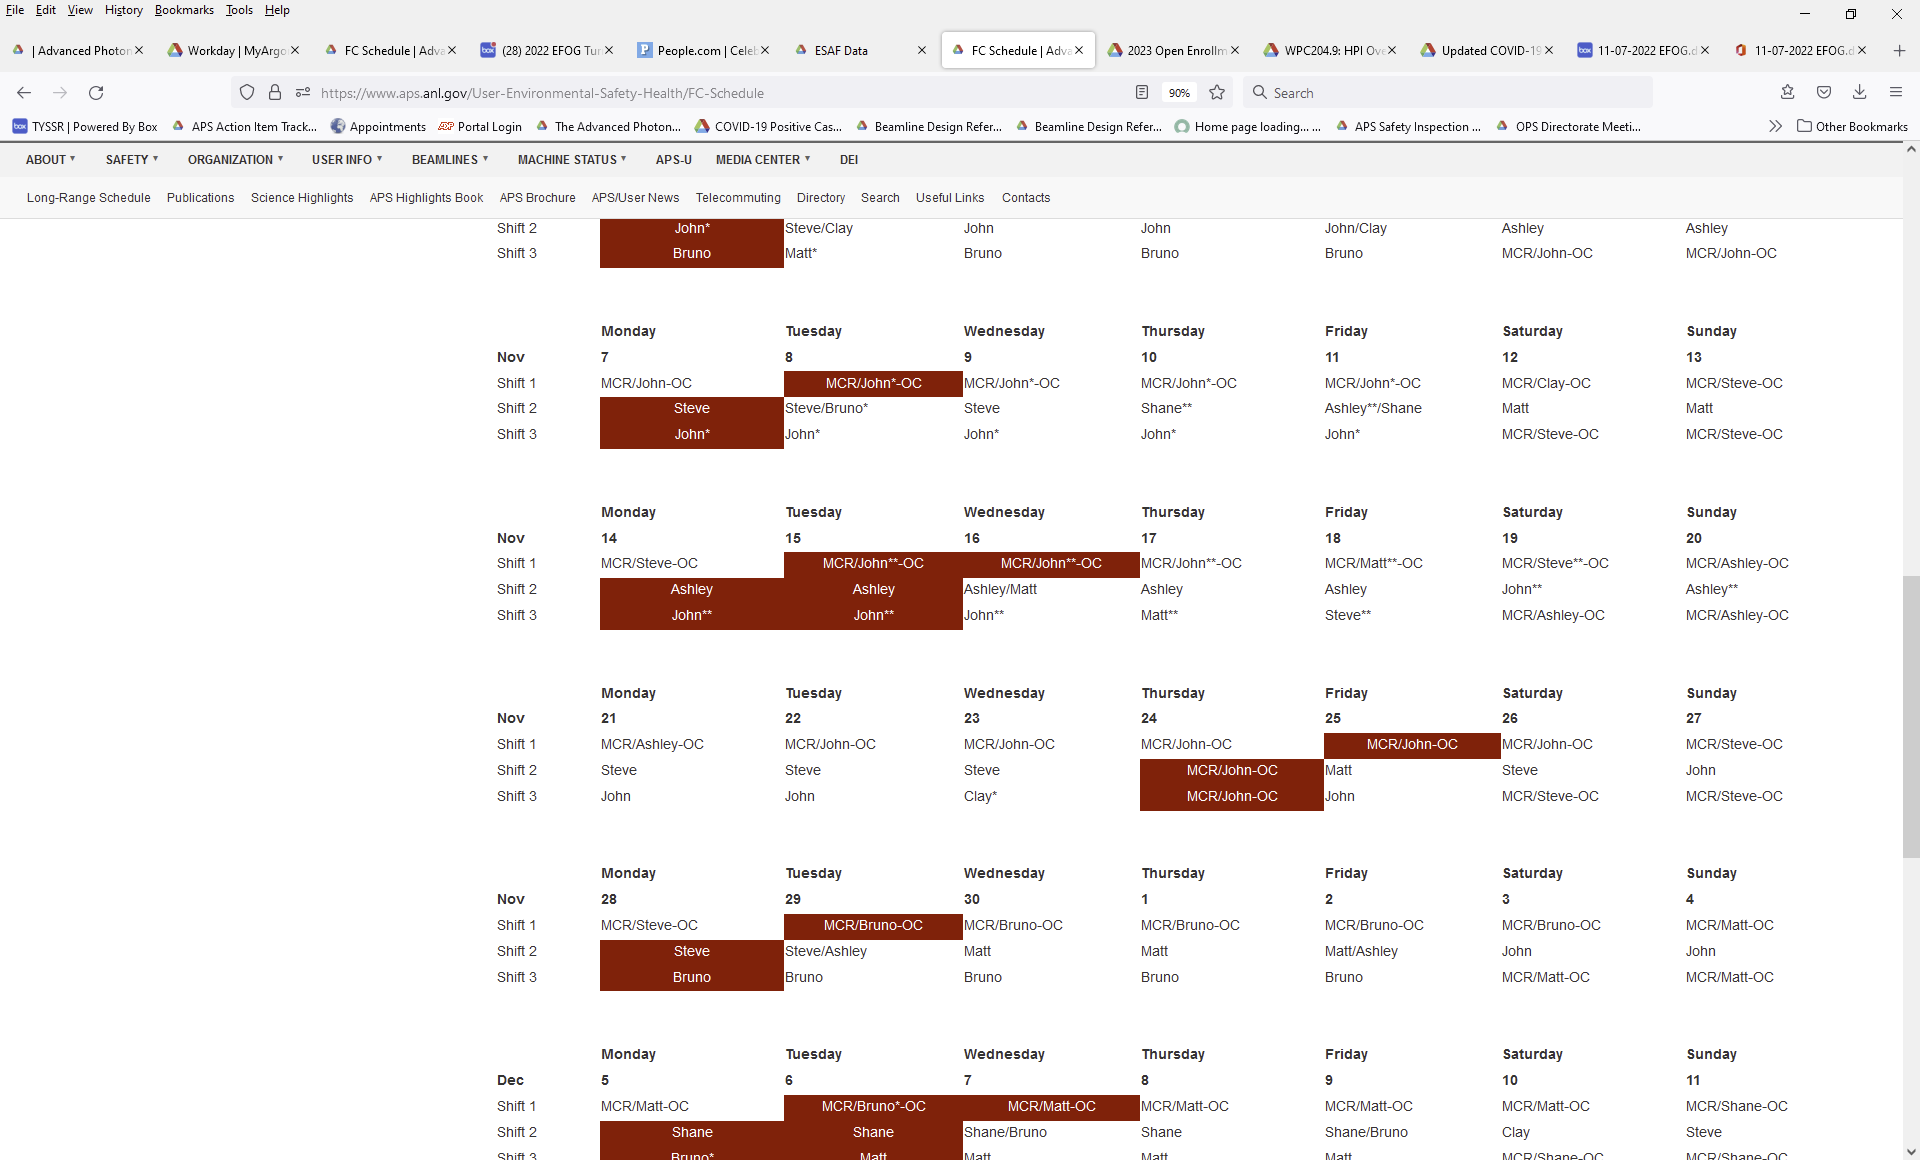 File Edit View History Bookmarks Tools Help
| Advanced Photon Workday | MyArgo FC Schedule | Adva (28) 2022 EFOG Tur People.com | Celeb ESAF Data FC Schedule | Adva 2023 Open Enrollm WPC204.9: HPI Ove Updated COVID-19 11-07-2022 EFOG.d 11-07-2022 EFOG.d
https://www.aps.anl.gov/User-Environmental-Safety-Health/FC-Schedule 90% Search
TYSSR | Powered By Box APS Action Item Track... Appointments Portal Login The Advanced Photon... COVID-19 Positive Cas... Beamline Design Refer... Beamline Design Refer... Home page loading... ... APS Safety Inspection ... OPS Directorate Meeti... Other Bookmarks
ABOUT SAFETY ORGANIZATION USER INFO BEAMLINES MACHINE STATUS APS-U MEDIA CENTER DEI
Long-Range Schedule Publications Science Highlights APS Highlights Book APS Brochure APS/User News Telecommuting Directory Search Useful Links Contacts
Shift 2 John* Steve/Clay John John John/Clay Ashley Ashley
Shift 3 Bruno Matt* Bruno Bruno Bruno MCR/John-OC MCR/John-OC
Monday Tuesday Wednesday Thursday Friday Saturday Sunday
Nov 7 8 9 10 11 12 13
Shift 1 MCR/John-OC MCR/John*-OC MCR/John*-OC MCR/John*-OC MCR/John*-OC MCR/Clay-OC MCR/Steve-OC
Shift 2 Steve Steve/Bruno* Steve Shane** Ashley**/Shane Matt Matt
Shift 3 John* John* John* John* John* MCR/Steve-OC MCR/Steve-OC
Monday Tuesday Wednesday Thursday Friday Saturday Sunday
Nov 14 15 16 17 18 19 20
Shift 1 MCR/Steve-OC MCR/John**-OC MCR/John**-OC MCR/John**-OC MCR/Matt**-OC MCR/Steve**-OC MCR/Ashley-OC
Shift 2 Ashley Ashley Ashley/Matt Ashley Ashley John** Ashley**
Shift 3 John** John** John** Matt** Steve** MCR/Ashley-OC MCR/Ashley-OC
Monday Tuesday Wednesday Thursday Friday Saturday Sunday
Nov 21 22 23 24 25 26 27
Shift 1 MCR/Ashley-OC MCR/John-OC MCR/John-OC MCR/John-OC MCR/John-OC MCR/John-OC MCR/Steve-OC
Shift 2 Steve Steve Steve MCR/John-OC Matt Steve John
Shift 3 John John Clay* MCR/John-OC John MCR/Steve-OC MCR/Steve-OC
Monday Tuesday Wednesday Thursday Friday Saturday Sunday
Nov 28 29 30 1 2 3 4
Shift 1 MCR/Steve-OC MCR/Bruno-OC MCR/Bruno-OC MCR/Bruno-OC MCR/Bruno-OC MCR/Bruno-OC MCR/Matt-OC
Shift 2 Steve Steve/Ashley Matt Matt Matt/Ashley John John
Shift 3 Bruno Bruno Bruno Bruno Bruno MCR/Matt-OC MCR/Matt-OC
Monday Tuesday Wednesday Thursday Friday Saturday Sunday
Dec 5 6 7 8 9 10 11
Shift 1 MCR/Matt-OC MCR/Bruno*-OC MCR/Matt-OC MCR/Matt-OC MCR/Matt-OC MCR/Matt-OC MCR/Shane-OC
Shift 2 Shane Shane Shane/Bruno Shane Shane/Bruno Clay Steve
Shift 3 Bruno* Matt Matt Matt Matt MCR/Shane-OC MCR/Shane-OC